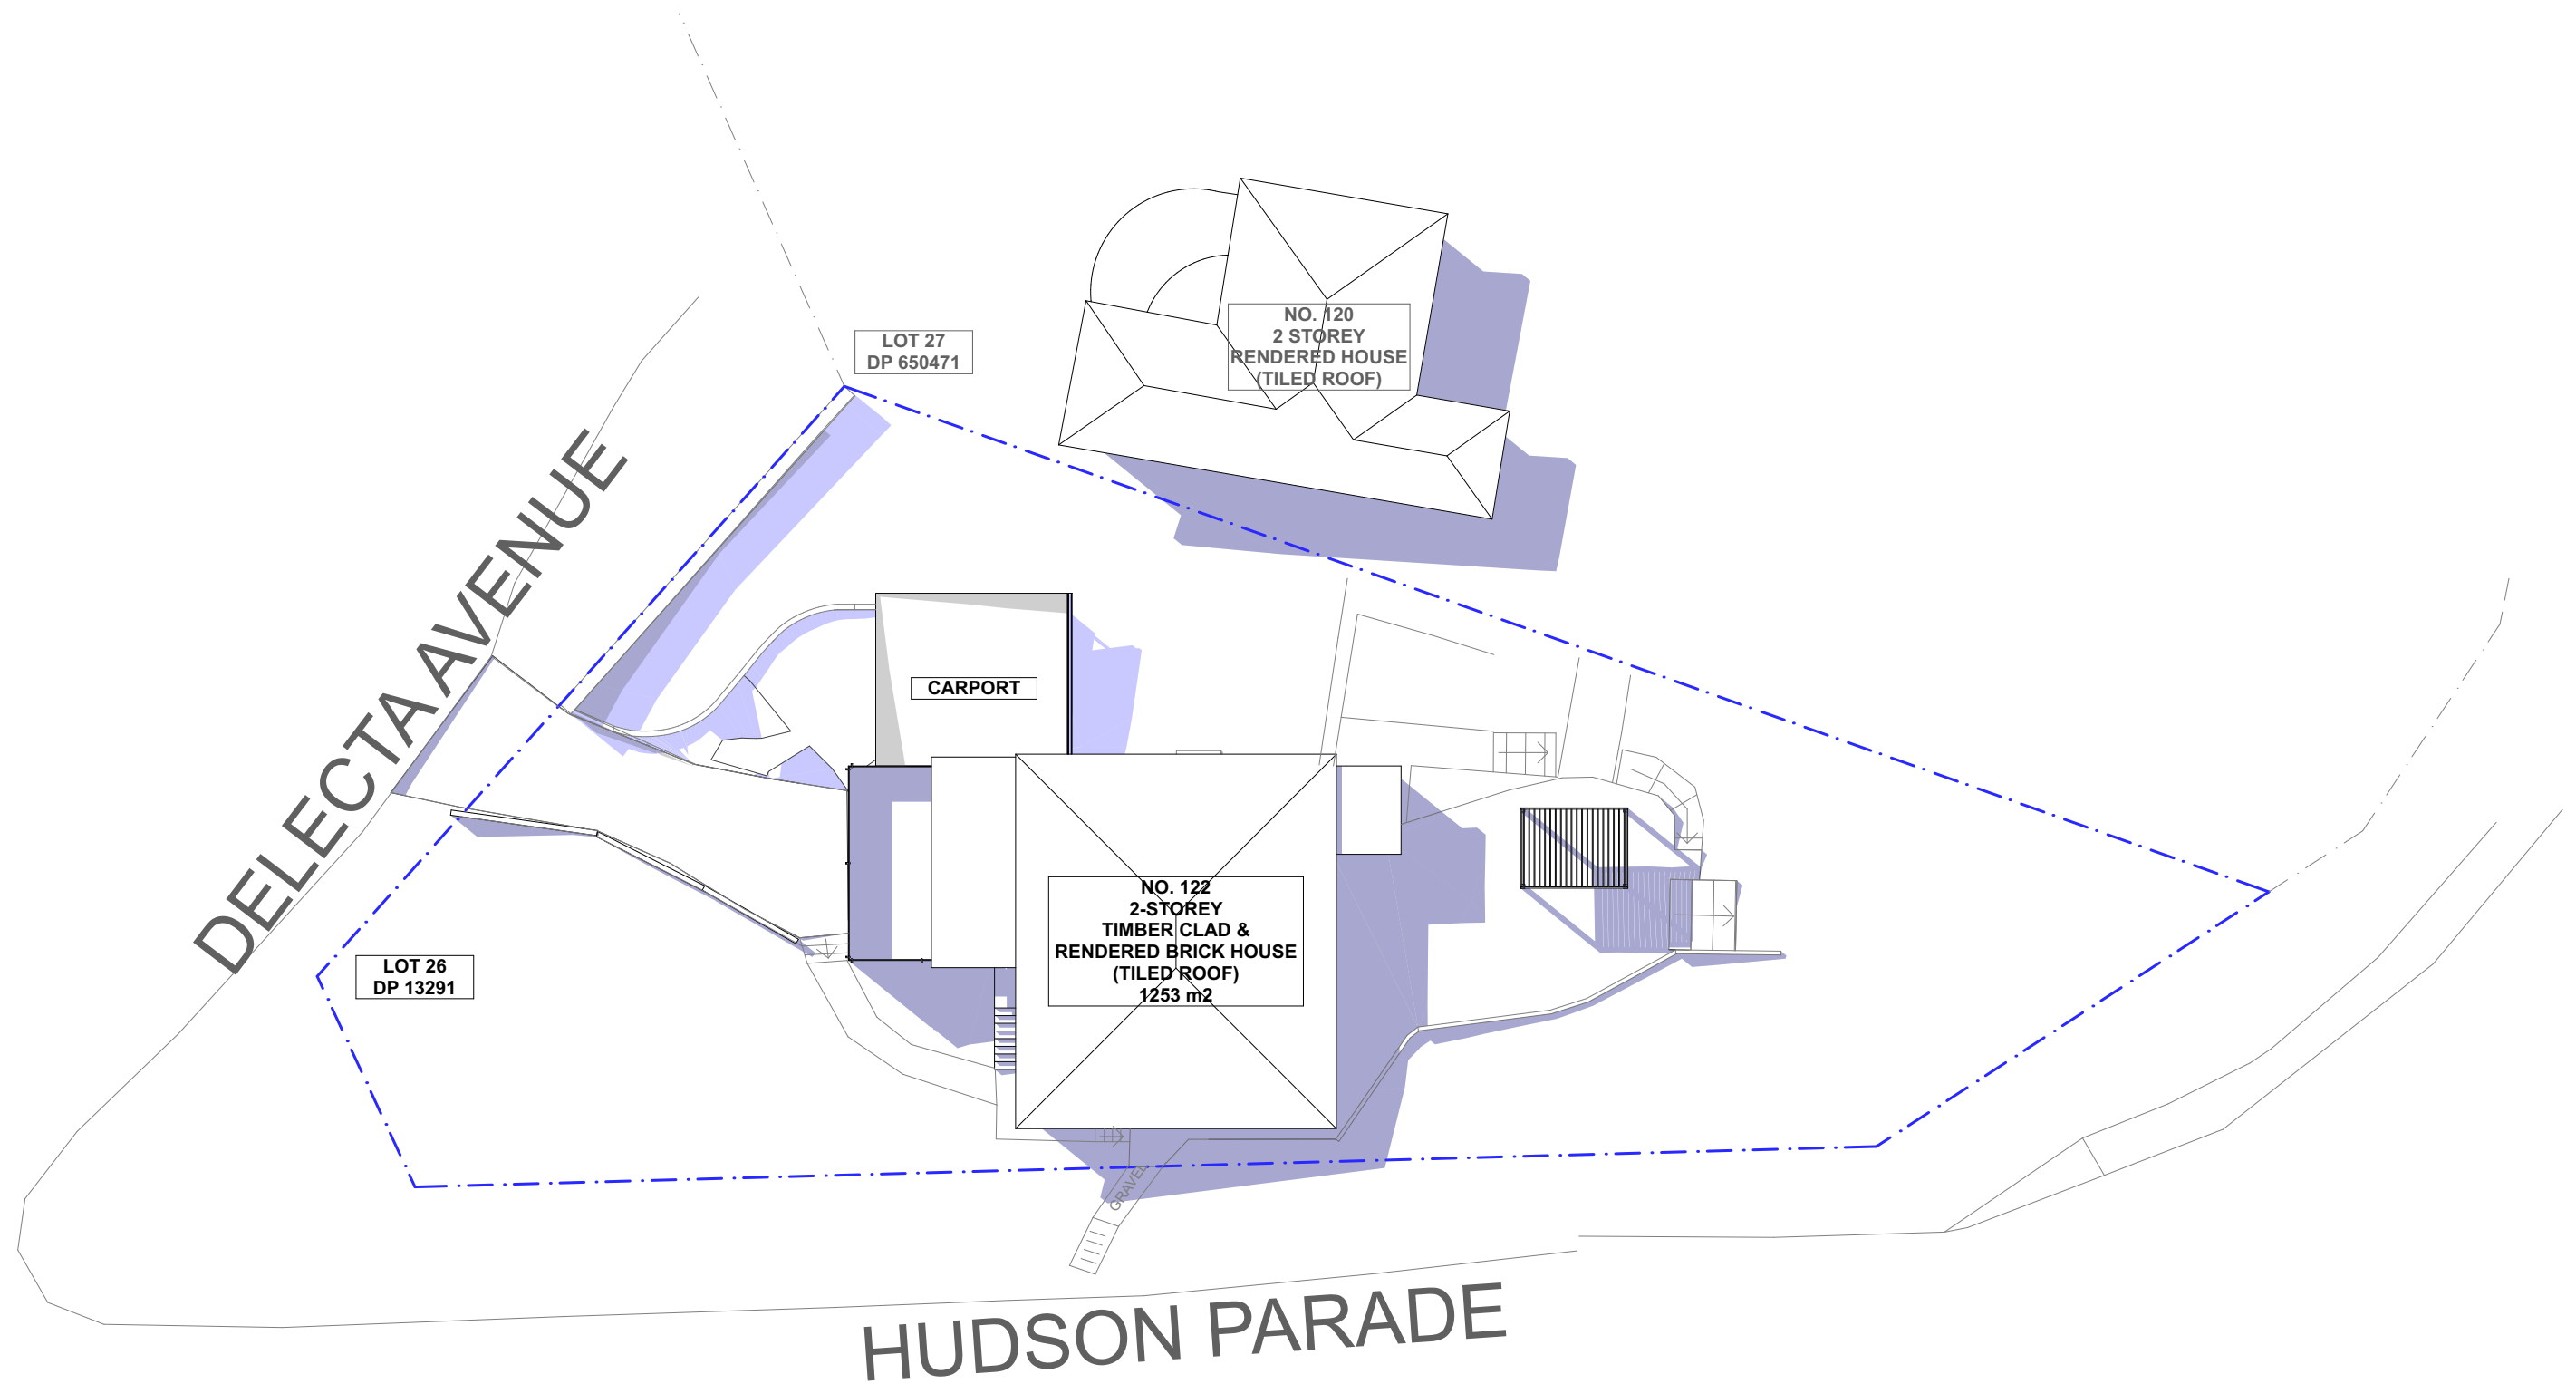 LOT 27
DP 650471
NO. 120
2 STOREY
RENDERED HOUSE
(TILED ROOF)
DELECTA AVENUE
CARPORT
NO. 122
2-STOREY
TIMBER CLAD &
RENDERED BRICK HOUSE
(TILED ROOF)
1253 m2
LOT 26
DP 13291
GRAVEL
HUDSON PARADE